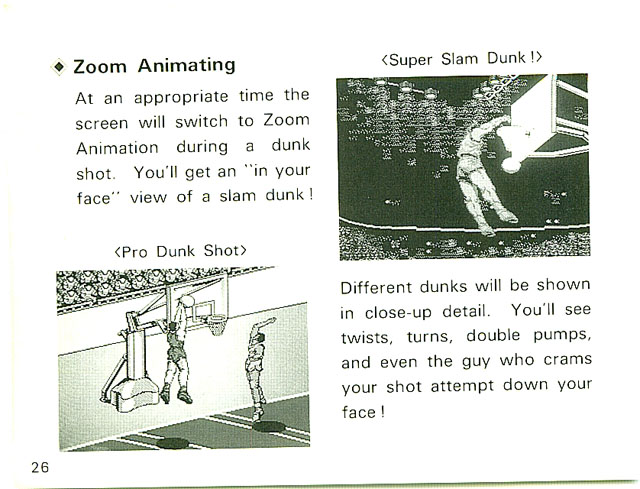 Zoom Animating
At an appropriate time the
screen will switch to Zoom
Animation during a dunk
shot. You'll get an "in your
face" view of a slam dunk!
<Pro Dunk Shot>
<Super Slam Dunk!>
Different dunks will be shown
in close-up detail. You'll see
twists, turns, double pumps,
and even the guy who crams
your shot attempt down your
face!
26